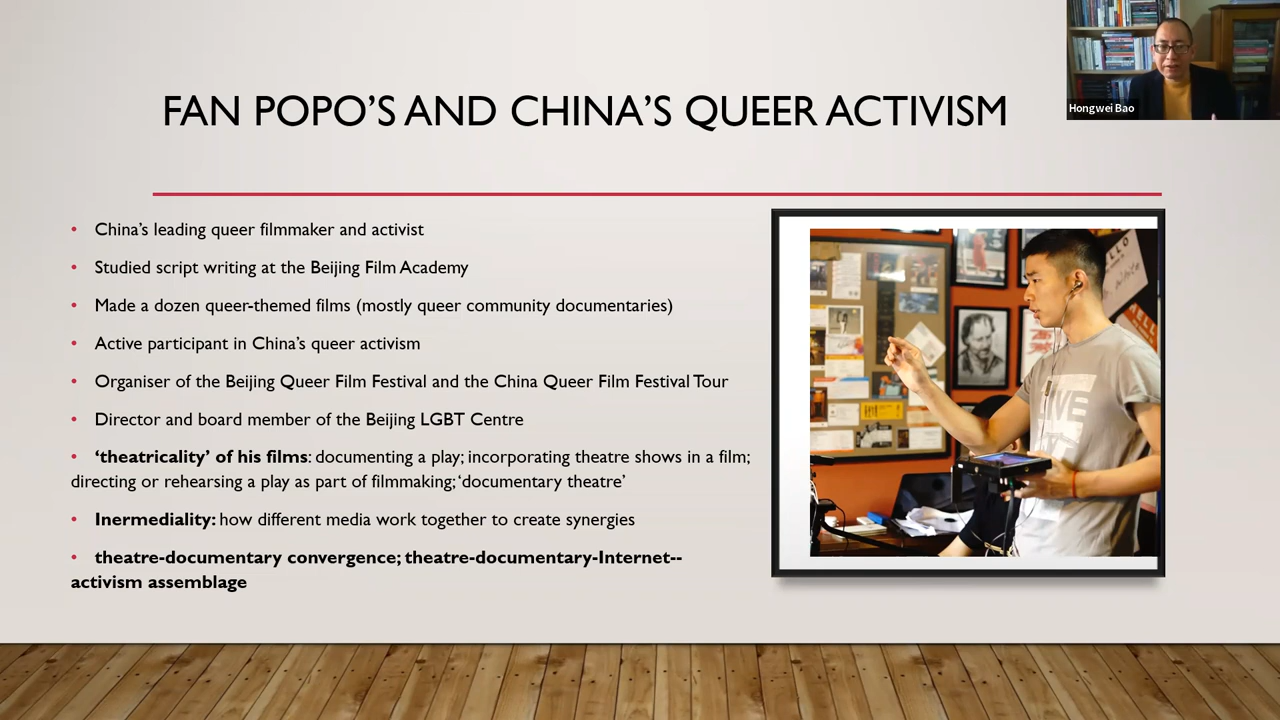 FAN POPO’S AND CHINA’S QUEER ACTIVISM
Hongwei Bao
• China’s leading queer filmmaker and activist
• Studied script writing at the Beijing Film Academy
• Made a dozen queer-themed films (mostly queer community documentaries)
• Active participant in China’s queer activism
• Organiser of the Beijing Queer Film Festival and the China Queer Film Festival Tour
• Director and board member of the Beijing LGBT Centre
• ‘theatricality’ of his films: documenting a play; incorporating theatre shows in a film;
directing or rehearsing a play as part of filmmaking; ‘documentary theatre’
• Inermediality: how different media work together to create synergies
• theatre-documentary convergence; theatre-documentary-Internet--
activism assemblage